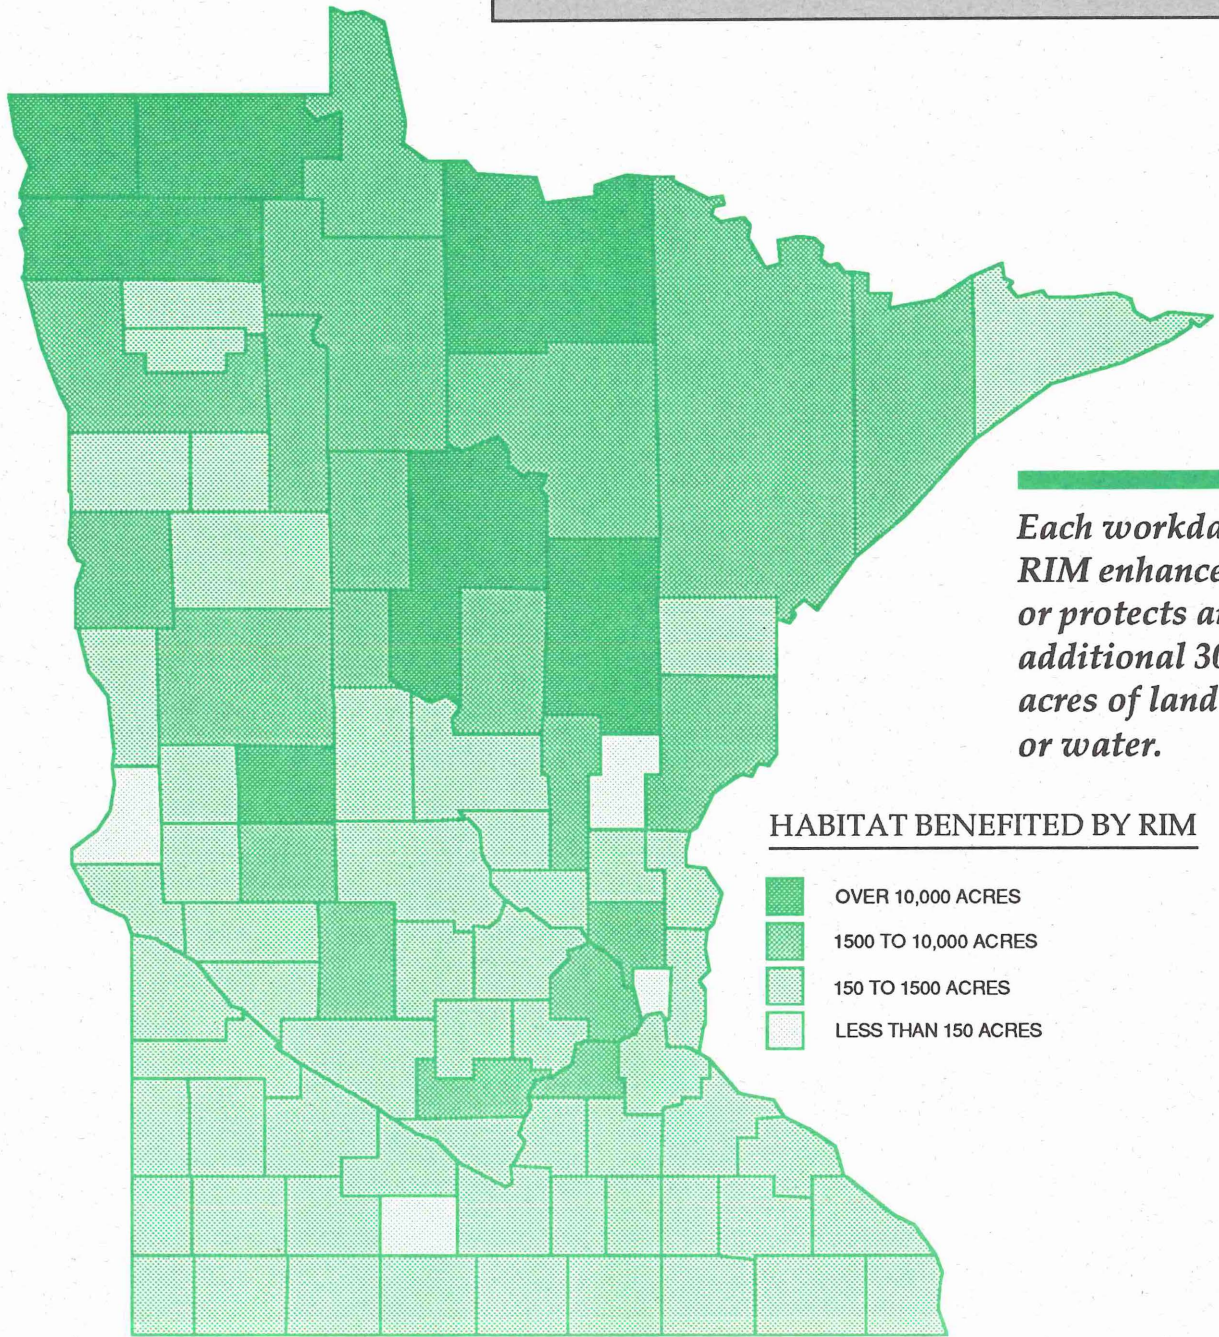 Each workda
RIM enhance
or protects a
additional 30
acres of land
or water.
HABITAT BENEFITED BY RIM
OVER 10,000 ACRES
1500 TO 10,000 ACRES
150 TO 1500 ACRES
LESS THAN 150 ACRES